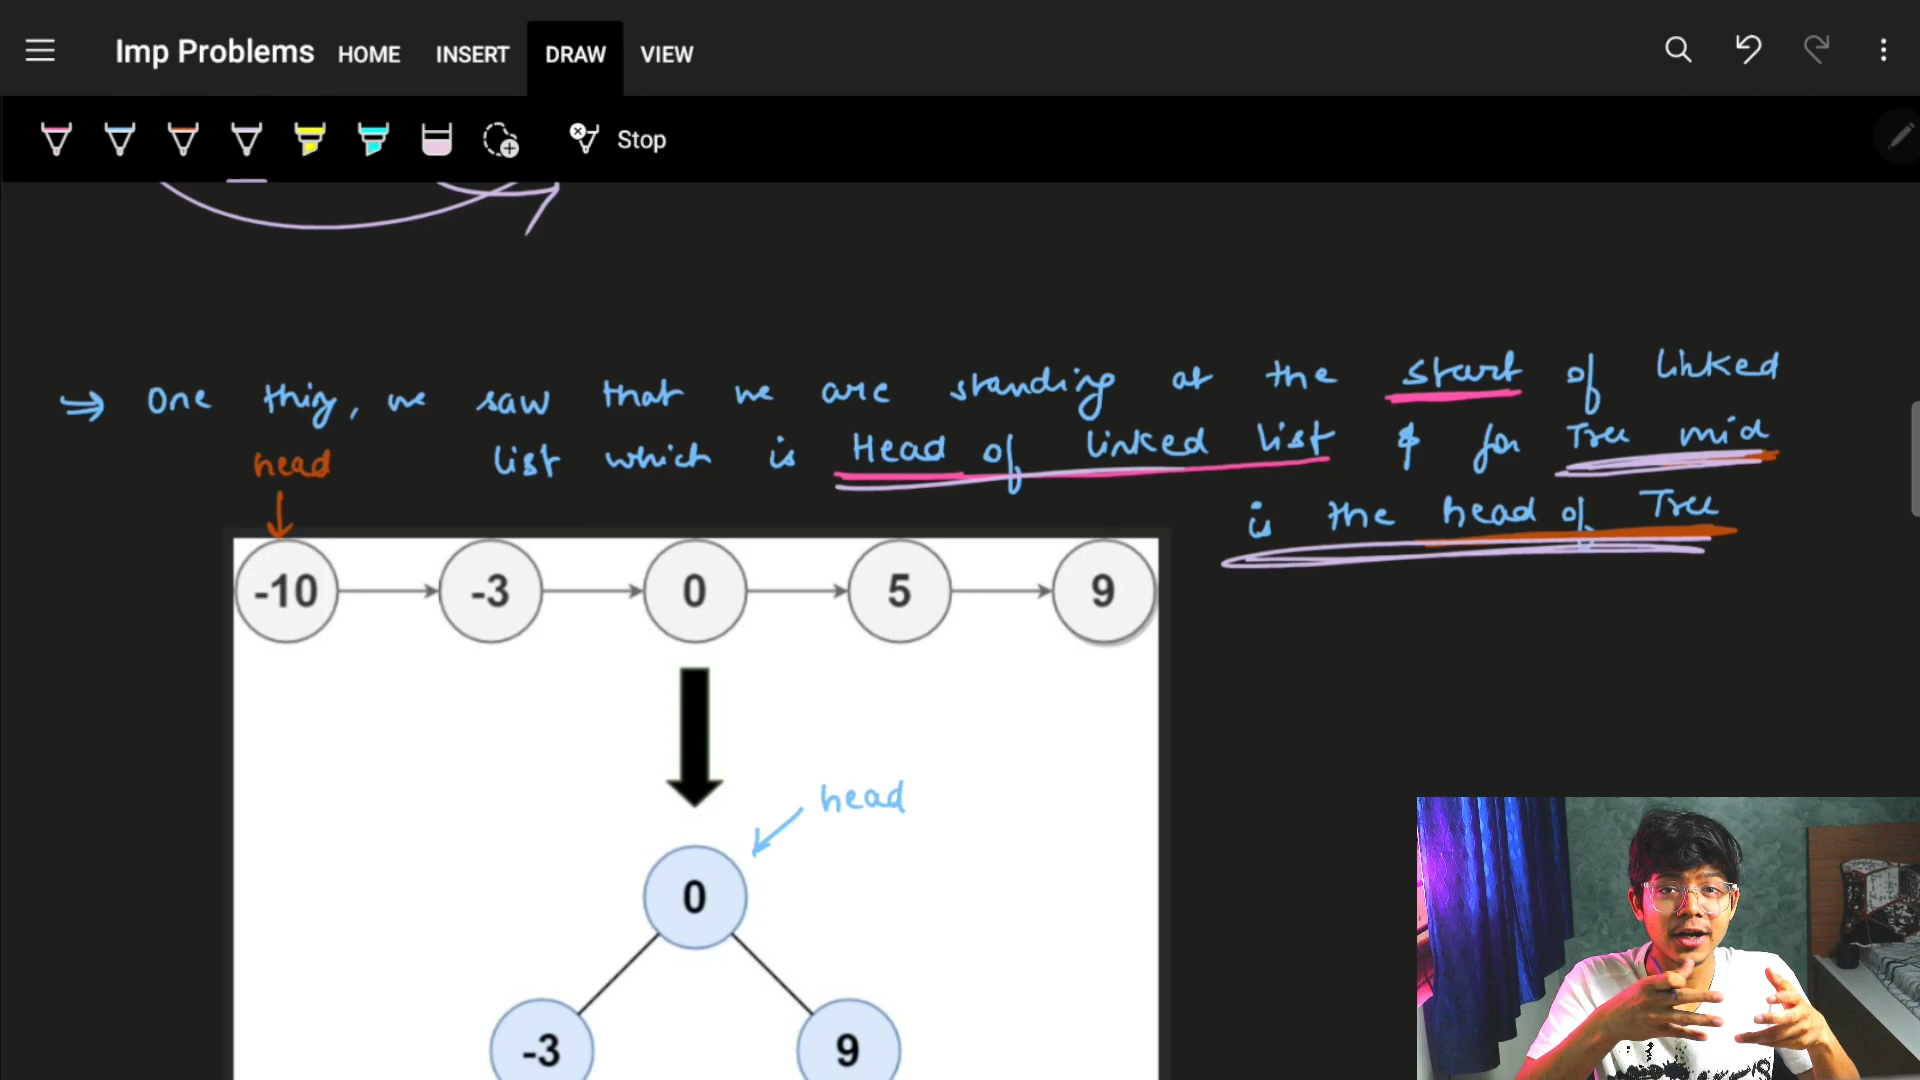 Imp Problems HOME INSERT DRAW VIEW
Stop
One thing, we saw that we are standing at the start of linked
list which is Head of linked list & for Tree mid
is the head of Tree
head
-10 -3 0 5 9
head
0
-3 9